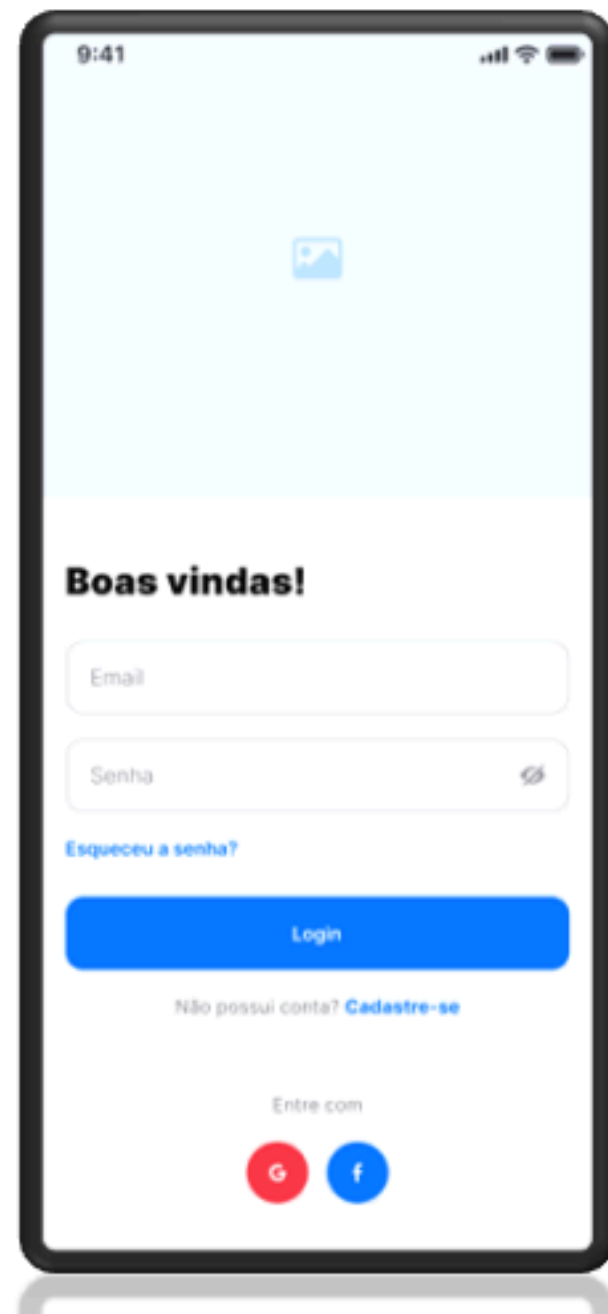 9:41
Boas vindas!
Email
Senha
Esqueceu a senha?
Login
Não possui conta? Cadastre-se
Entre com
G f